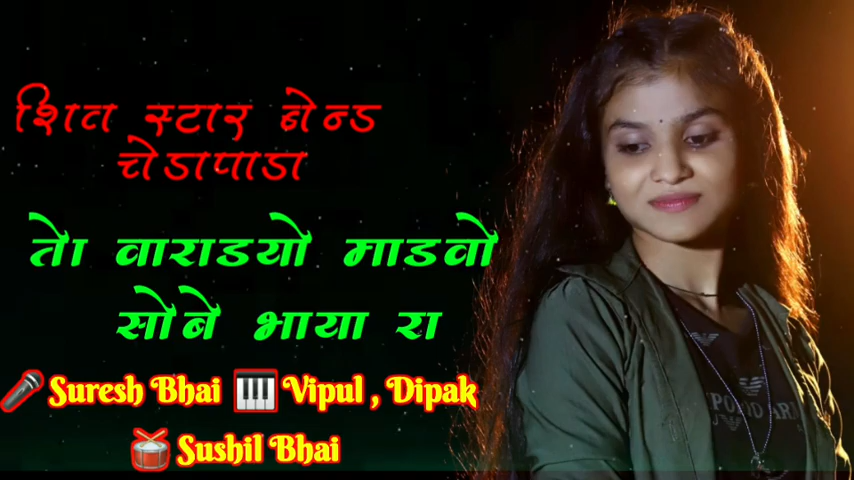 शिव स्टार बेन्ड
चेडापाडा
तेा वाराडयो माडवो
सोबे भाया रा
Suresh Bhai Vipul , Dipak
Sushil Bhai